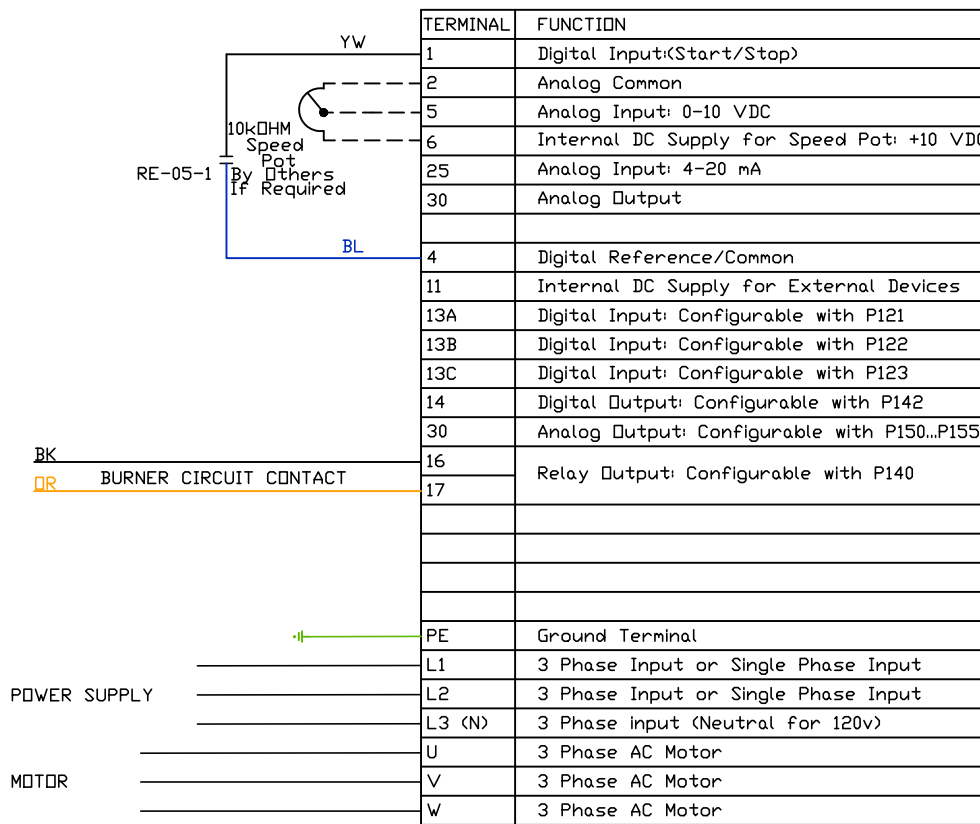 TERMINAL FUNCTION
YW
1 Digital Input:(Start/Stop)
2 Analog Common
5 Analog Input: 0-10 VDC
10kOHM
Speed
Pot
By Others
If Required
6 Internal DC Supply for Speed Pot: +10 VDC
RE-05-1
25 Analog Input: 4-20 mA
30 Analog Output
BL
4 Digital Reference/Common
11 Internal DC Supply for External Devices
13A Digital Input: Configurable with P121
13B Digital Input: Configurable with P122
13C Digital Input: Configurable with P123
14 Digital Output: Configurable with P142
30 Analog Output: Configurable with P150...P155
BK
16
BURNER CIRCUIT CONTACT
Relay Output: Configurable with P140
OR
17
PE Ground Terminal
L1 3 Phase Input or Single Phase Input
POWER SUPPLY
L2 3 Phase Input or Single Phase Input
L3 (N) 3 Phase input (Neutral for 120v)
U 3 Phase AC Motor
MOTOR
V 3 Phase AC Motor
W 3 Phase AC Motor